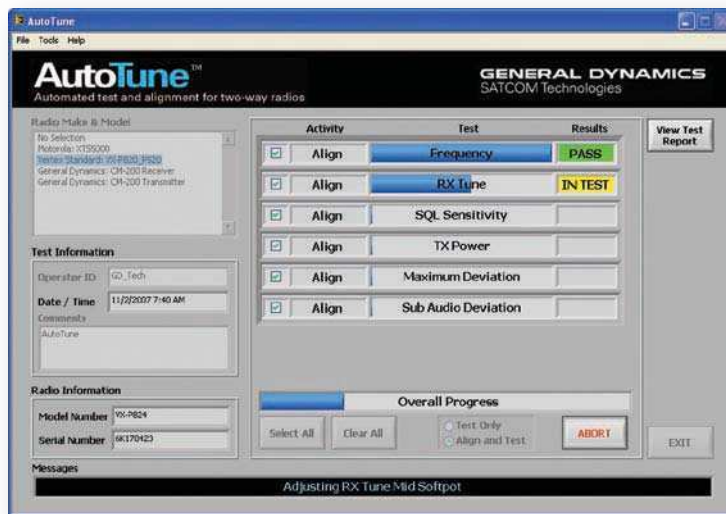 AutoTune
File Tools Help
AutoTune™
Automated test and alignment for two-way radios
GENERAL DYNAMICS
SATCOM Technologies
Radio Make & Model
No Selection
Motorola: XTS5000
Vertex Standard: VX-P820_P920
General Dynamics: CM-200 Receiver
General Dynamics: CM-200 Transmitter
Test Information
Operator ID GD_Tech
Date / Time 11/2/2007 7:40 AM
Comments
AutoTune
Radio Information
Model Number VX-P824
Serial Number 6K170423
Activity Test Results
Align Frequency PASS
Align RX Tune IN TEST
Align SQL Sensitivity
Align TX Power
Align Maximum Deviation
Align Sub Audio Deviation
Overall Progress
Select All Clear All Test Only
Align and Test
ABORT
View Test
Report
EXIT
Messages
Adjusting RX Tune Mid Softpot